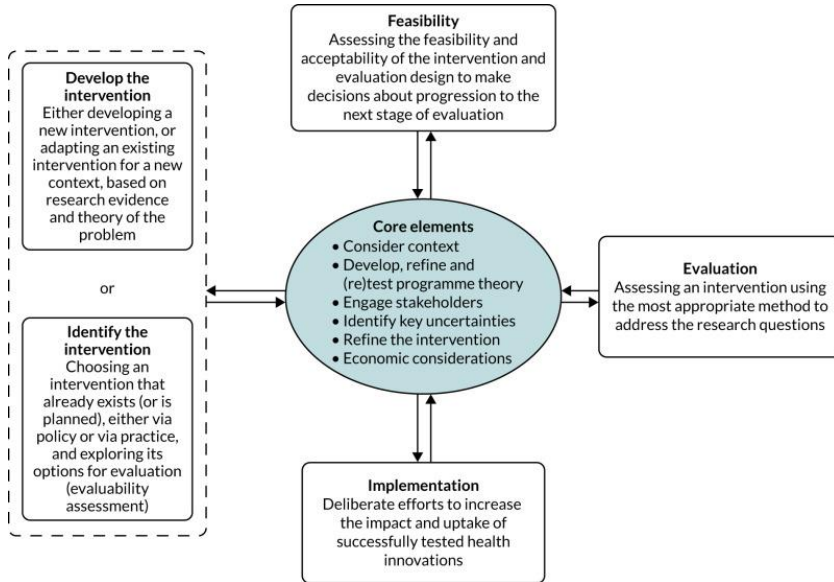 Feasibility
Assessing the feasibility and
acceptability of the intervention and
evaluation design to make
decisions about progression to the
next stage of evaluation
Develop the
intervention
Either developing a
new intervention, or
adapting an existing
intervention for a new
context, based on
research evidence
and theory of the
problem
or
Identify the
intervention
Choosing an
intervention that
already exists (or is
planned), either via
policy or via practice,
and exploring its
options for evaluation
(evaluability
assessment)
Core elements
• Consider context
• Develop, refine and
(re)test programme theory
• Engage stakeholders
• Identify key uncertainties
• Refine the intervention
• Economic considerations
Evaluation
Assessing an intervention using
the most appropriate method to
address the research questions
Implementation
Deliberate efforts to increase
the impact and uptake of
successfully tested health
innovations